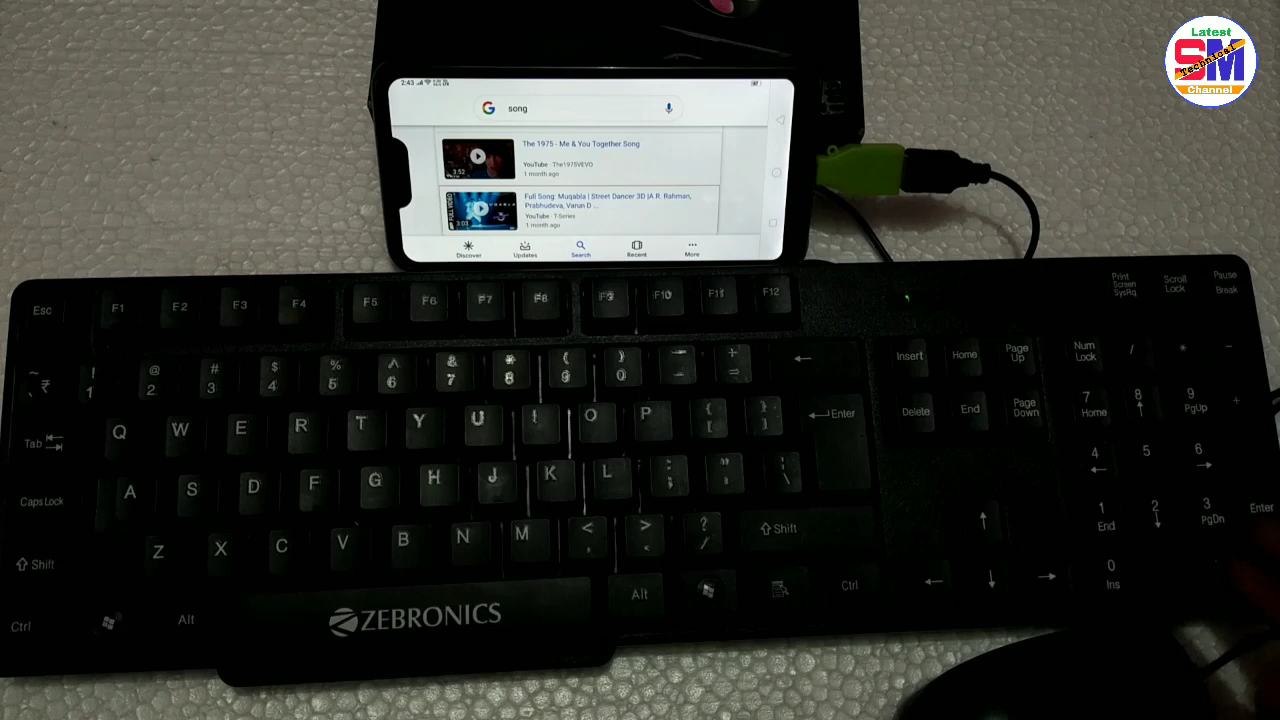 Latest
SM
Technical
Channel
2:43
song
The 1975 - Me & You Together Song
YouTube · The1975VEVO
3:52
1 month ago
Full Song: Muqabla | Street Dancer 3D |A.R. Rahman,
Prabhudeva, Varun D ...
FULL VIDEO
YouTube · T-Series
3:03
1 month ago
Discover Updates Search Recent More
Esc F1 F2 F3 F4 F5 F6 F7 F8 F9 F10 F11 F12
Print Screen SysRq Scroll Lock Pause Break
~ ` ₹ ! 1 @ 2 # 3 $ 4 % 5 ^ 6 & 7 * 8 ( 9 ) 0 _ - + = ←
Insert Home Page Up Num Lock / * -
Tab Q W E R T Y U I O P { [ } ] Enter
Delete End Page Down 7 Home 8 ↑ 9 PgUp +
Caps Lock A S D F G H J K L : ; " ' | \
4 ← 5 6 →
⇧ Shift Z X C V B N M < , > . ? / ⇧ Shift
↑ 1 End 2 ↓ 3 PgDn Enter
Ctrl Alt ZEBRONICS Alt Ctrl
← ↓ → 0 Ins